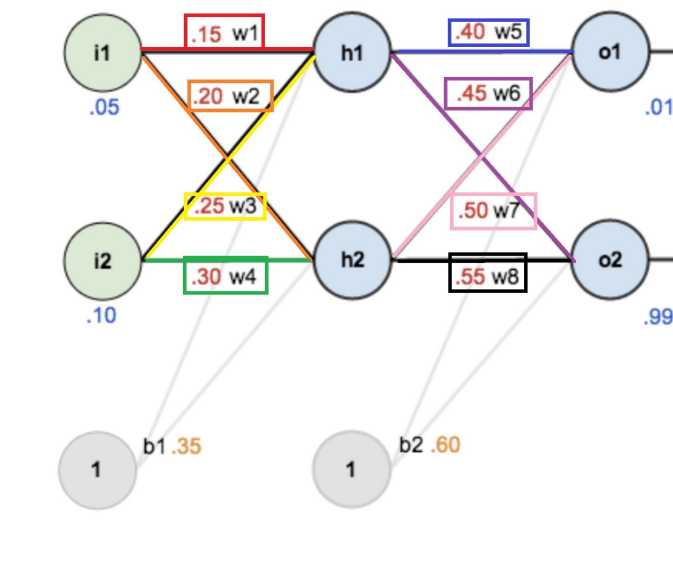 i1 .15 w1 h1 .40 w5 o1
.05 .20 w2 .45 w6 .01
.25 w3 .50 w7
i2 .30 w4 h2 .55 w8 o2
.10 .99
1 b1 .35 1 b2 .60